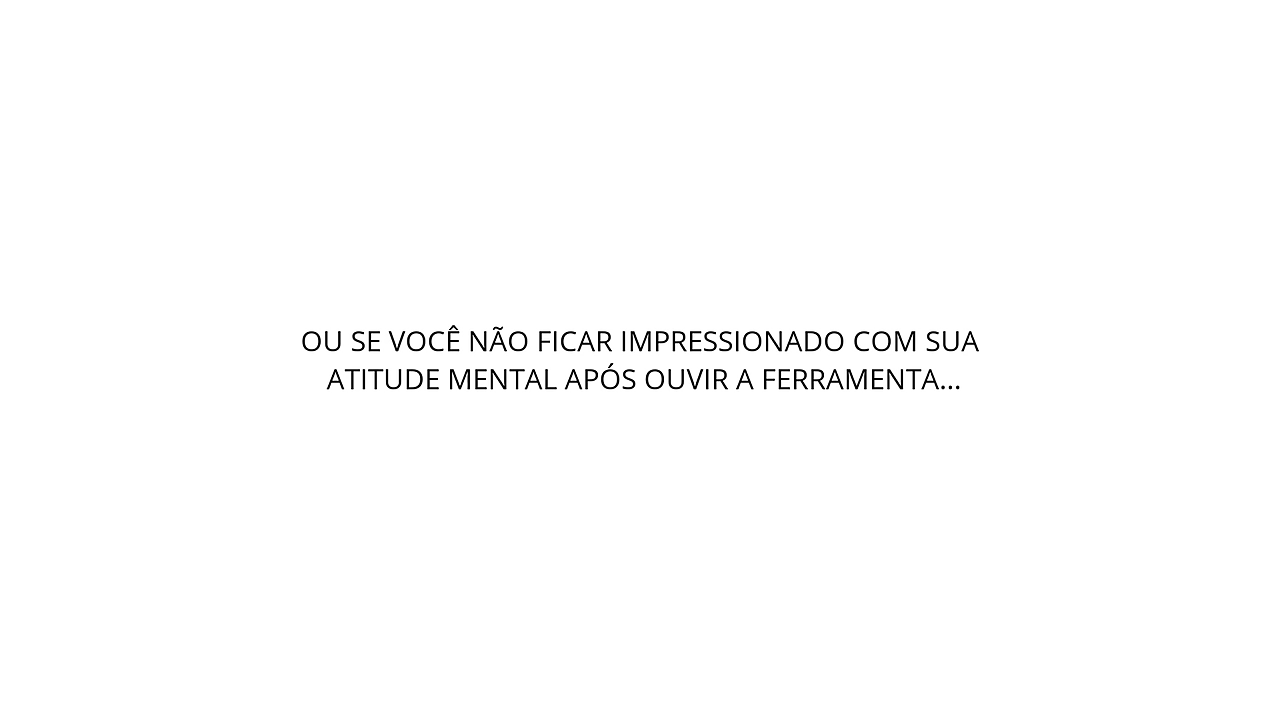 OU SE VOCÊ NÃO FICAR IMPRESSIONADO COM SUA
ATITUDE MENTAL APÓS OUVIR A FERRAMENTA...